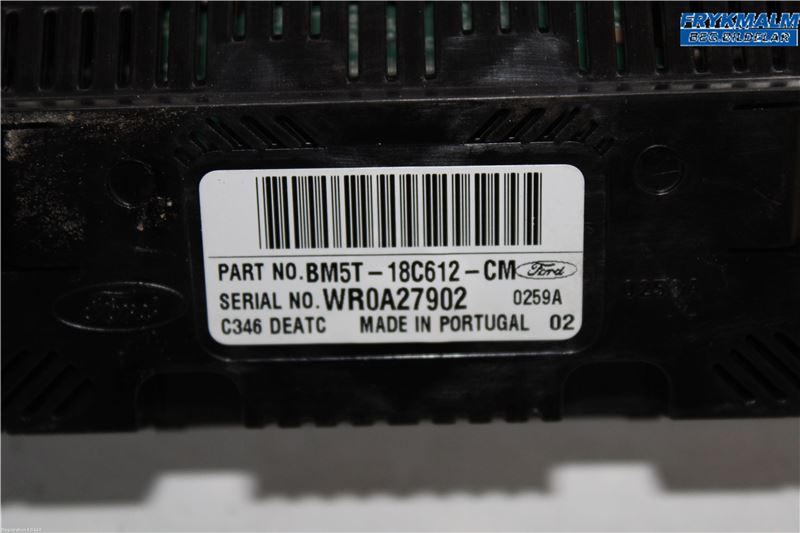 FRYKMALM
BEG.BILDELAR
PART NO. BM5T-18C612-CM Ford
SERIAL NO. WR0A27902 0259A
C346 DEATC MADE IN PORTUGAL 02
Ford